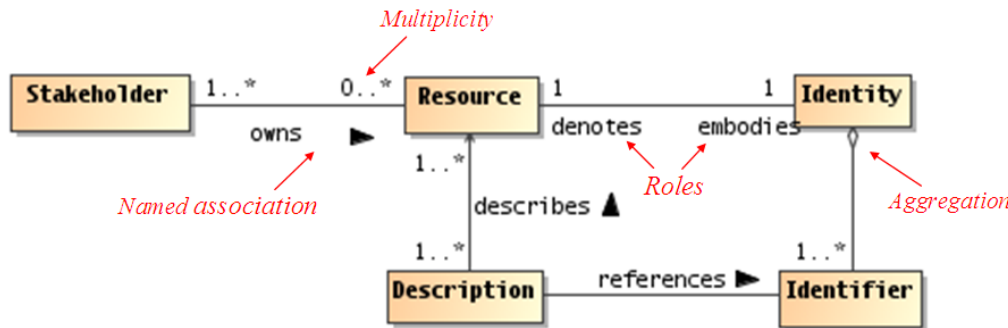 Multiplicity
Stakeholder
1..*
0..*
Resource
1
1
Identity
owns
denotes
embodies
Named association
1..*
Roles
Aggregation
describes
1..*
1..*
Description
references
Identifier